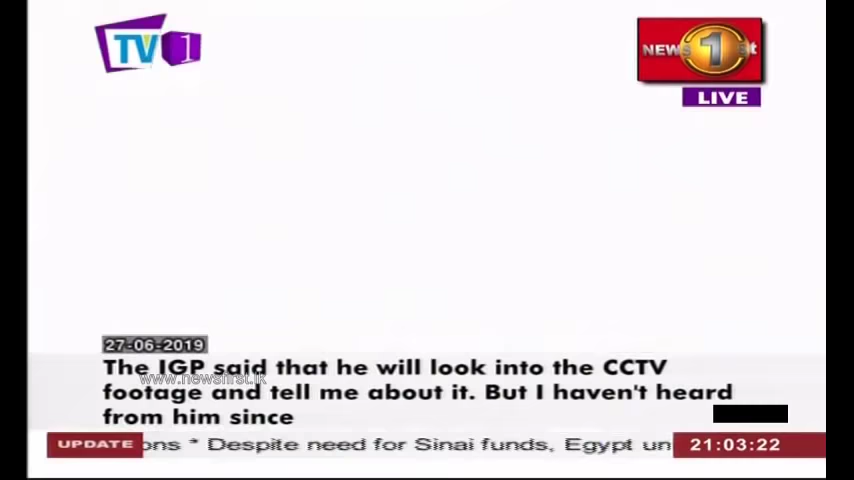 TV 1
NEWS 1st
LIVE
27-06-2019
The IGP said that he will look into the CCTV
www.newsfirst.lk
footage and tell me about it. But I haven't heard
from him since
UPDATE
ons * Despite need for Sinai funds, Egypt un
21:03:22